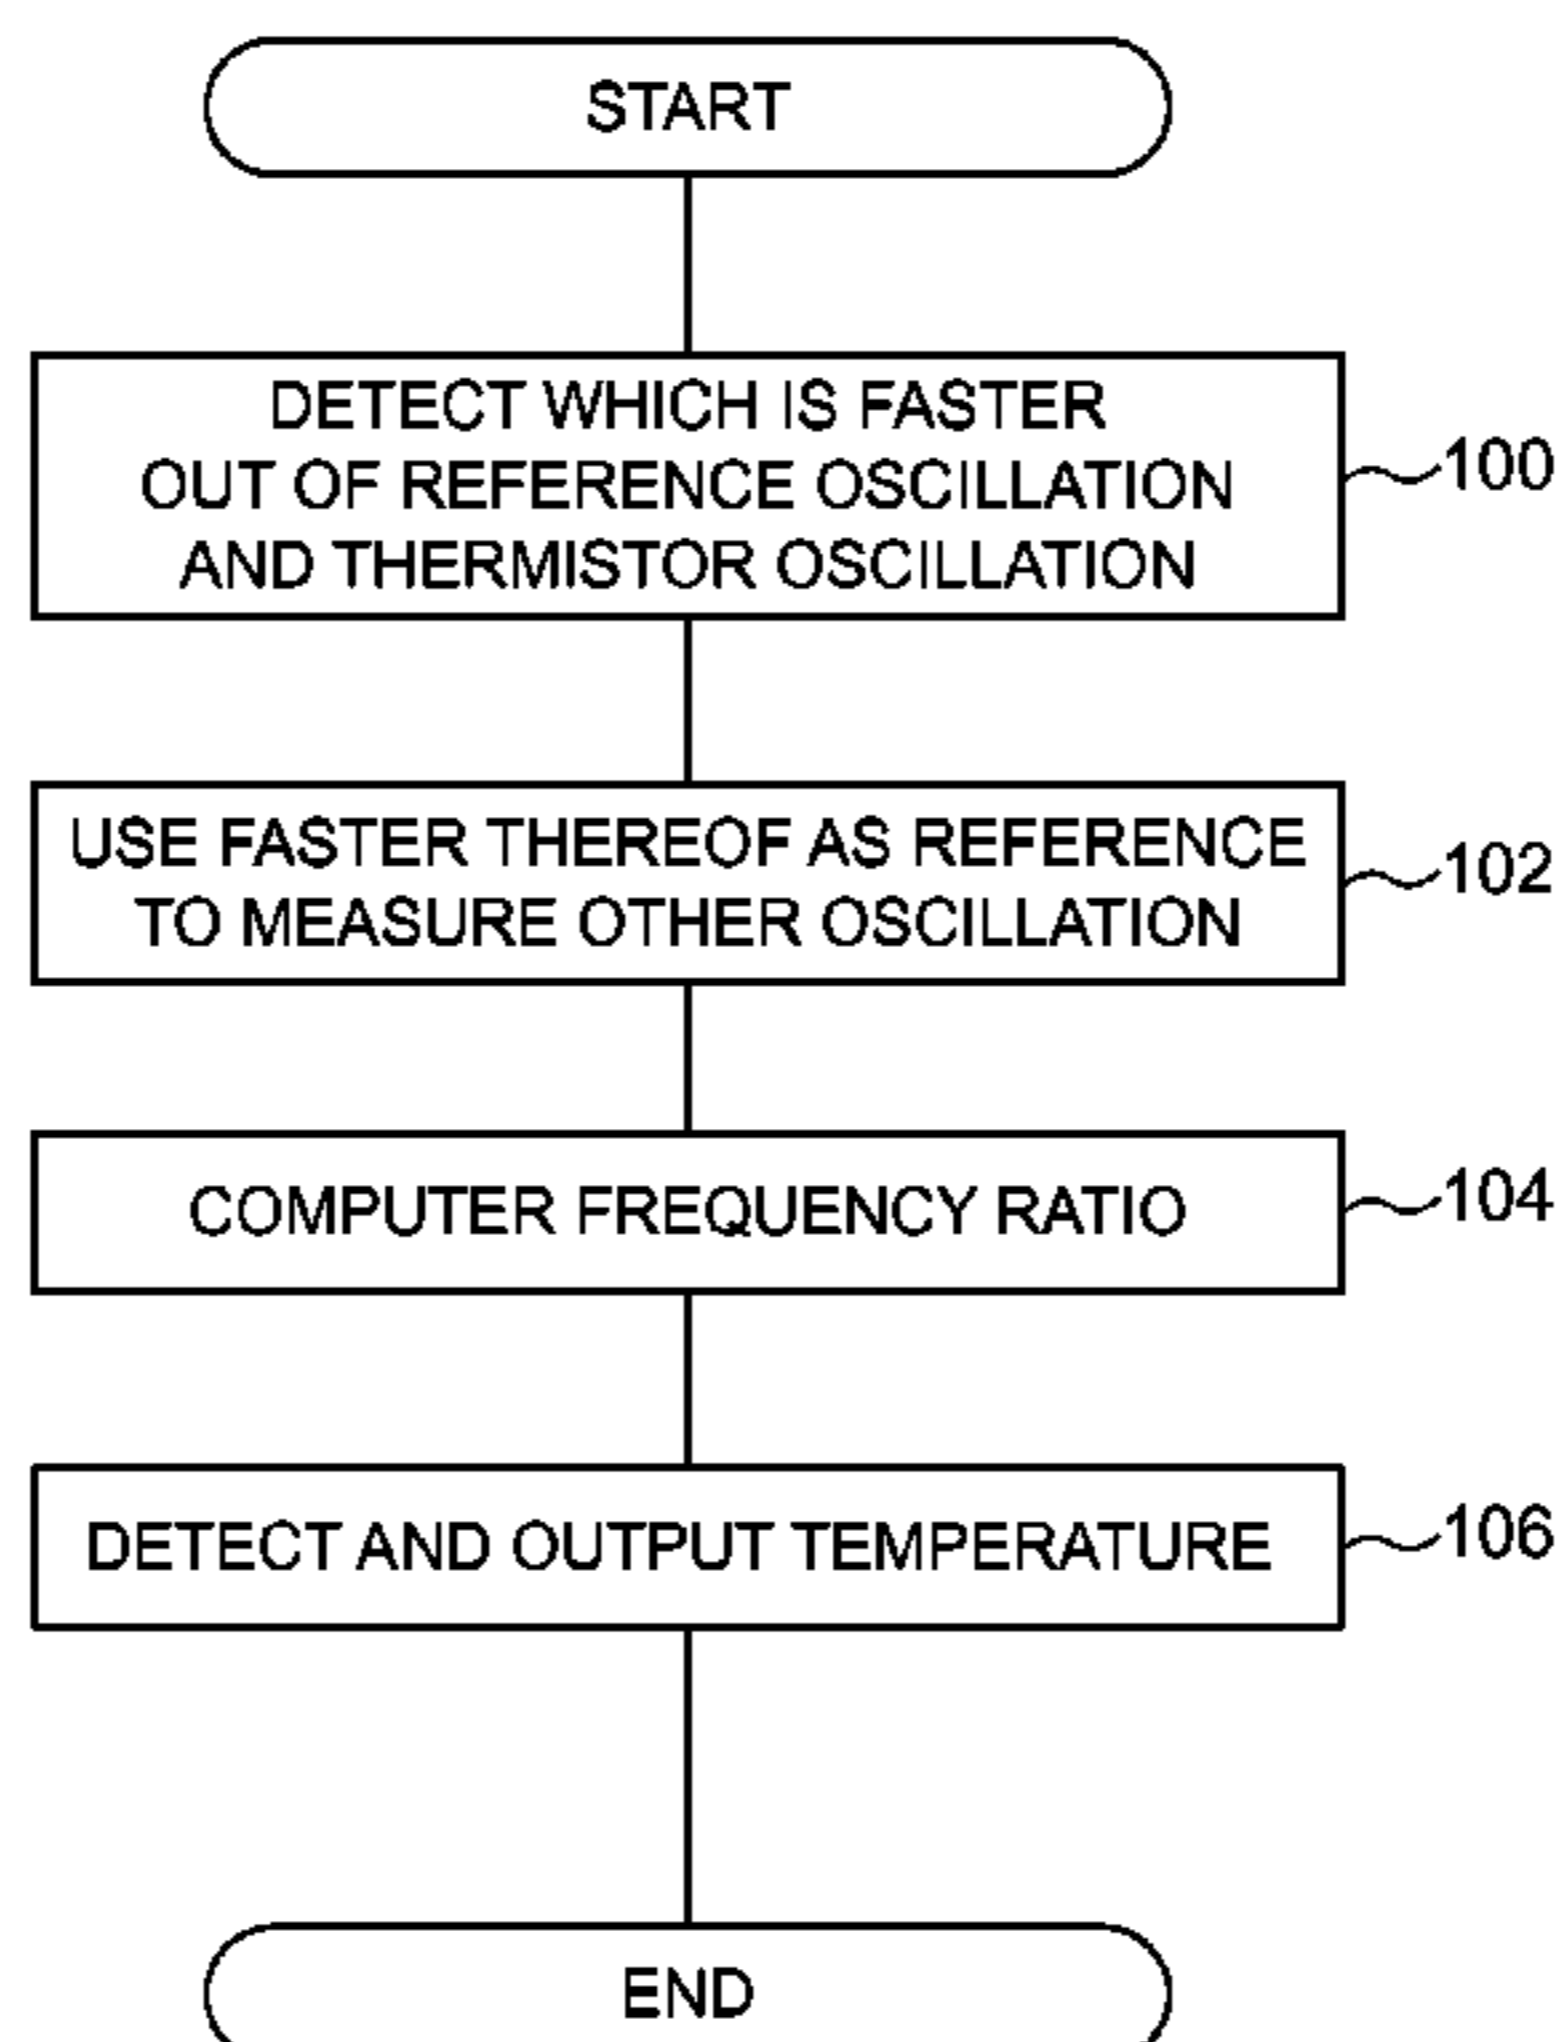 START
DETECT WHICH IS FASTER
OUT OF REFERENCE OSCILLATION
AND THERMISTOR OSCILLATION
100
USE FASTER THEREOF AS REFERENCE
TO MEASURE OTHER OSCILLATION
102
COMPUTER FREQUENCY RATIO
104
DETECT AND OUTPUT TEMPERATURE
106
END